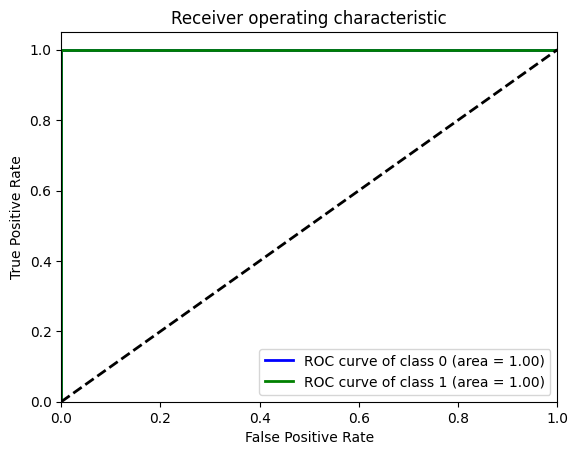 Receiver operating characteristic
True Positive Rate
1.0
0.8
0.6
0.4
0.2
0.0
ROC curve of class 0 (area = 1.00)
ROC curve of class 1 (area = 1.00)
0.0 0.2 0.4 0.6 0.8 1.0
False Positive Rate